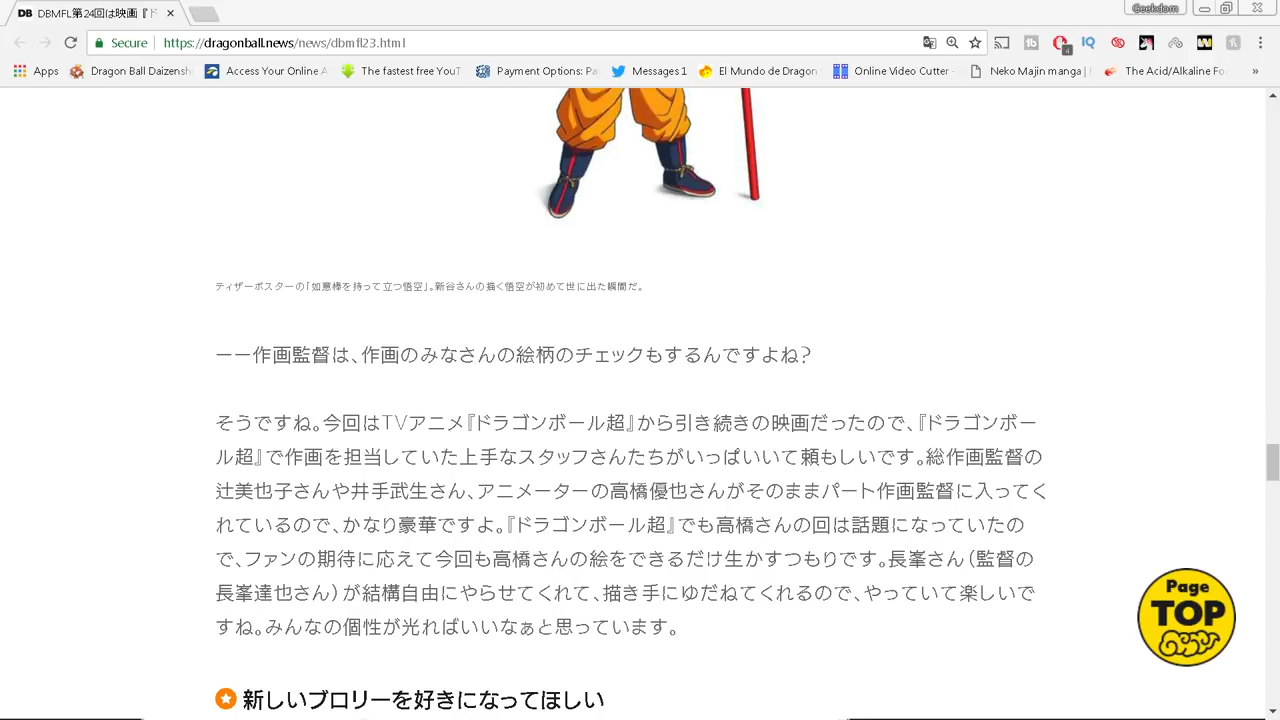 DB DBMFL第24回は映画『ド
Geekdom
Secure https://dragonball.news/news/dbmfl23.html
Apps Dragon Ball Daizensh Access Your Online A The fastest free YouT Payment Options: Pa Messages 1 El Mundo de Dragon Online Video Cutter - Neko Majin manga | The Acid/Alkaline Fo »
ティザーポスターの「如意棒を持って立つ悟空」。新谷さんの描く悟空が初めて世に出た瞬間だ。
ーー作画監督は、作画のみなさんの絵柄のチェックもするんですよね？
そうですね。今回はTVアニメ『ドラゴンボール超』から引き続きの映画だったので、『ドラゴンボー
ル超』で作画を担当していた上手なスタッフさんたちがいっぱいいて頼もしいです。総作画監督の
辻美也子さんや井手武生さん、アニメーターの高橋優也さんがそのままパート作画監督に入ってく
れているので、かなり豪華ですよ。『ドラゴンボール超』でも高橋さんの回は話題になっていたの
で、ファンの期待に応えて今回も高橋さんの絵をできるだけ生かすつもりです。長峯さん（監督の
長峯達也さん）が結構自由にやらせてくれて、描き手にゆだねてくれるので、やっていて楽しいで
すね。みんなの個性が光ればいいなぁと思っています。
Page
TOP
新しいブロリーを好きになってほしい